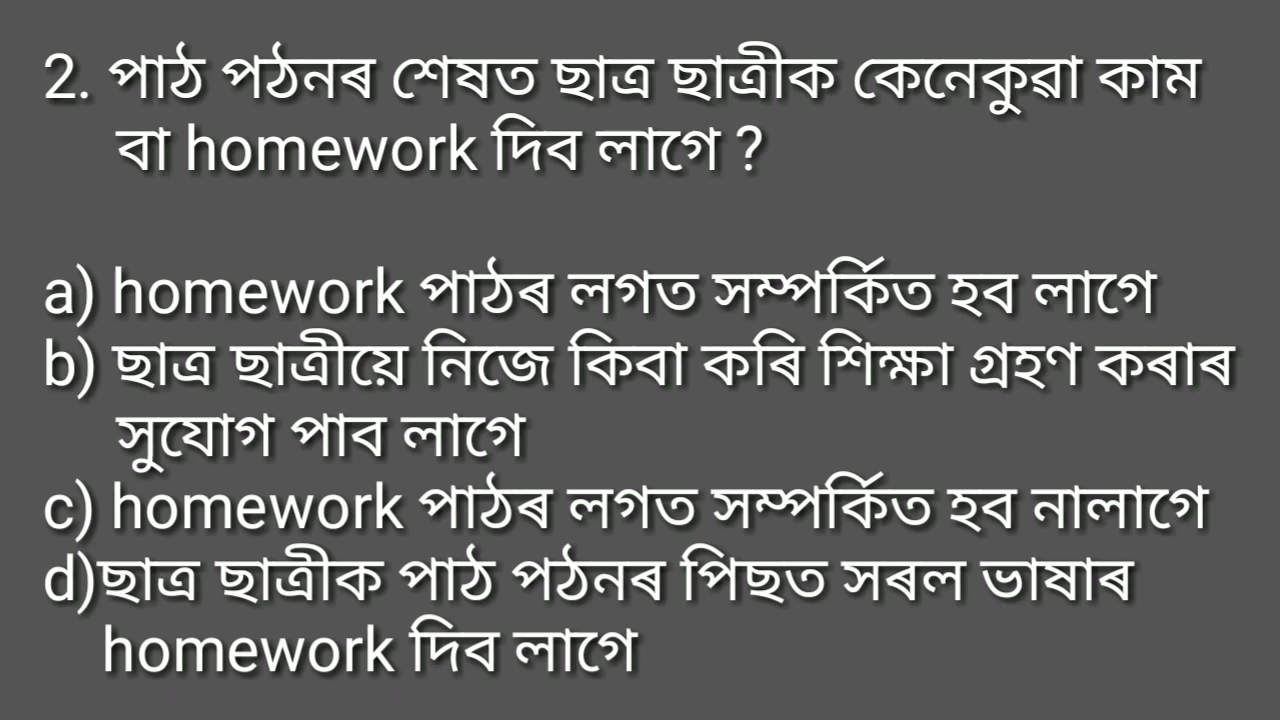 2. পাঠ পঠনৰ শেষত ছাত্ৰ ছাত্ৰীক কেনেকুৱা কাম
বা homework দিব লাগে ?
a) homework পাঠৰ লগত সম্পৰ্কিত হব লাগে
b) ছাত্ৰ ছাত্ৰীয়ে নিজে কিবা কৰি শিক্ষা গ্ৰহণ কৰাৰ
সুযোগ পাব লাগে
c) homework পাঠৰ লগত সম্পৰ্কিত হব নালাগে
d)ছাত্ৰ ছাত্ৰীক পাঠ পঠনৰ পিছত সৰল ভাষাৰ
homework দিব লাগে